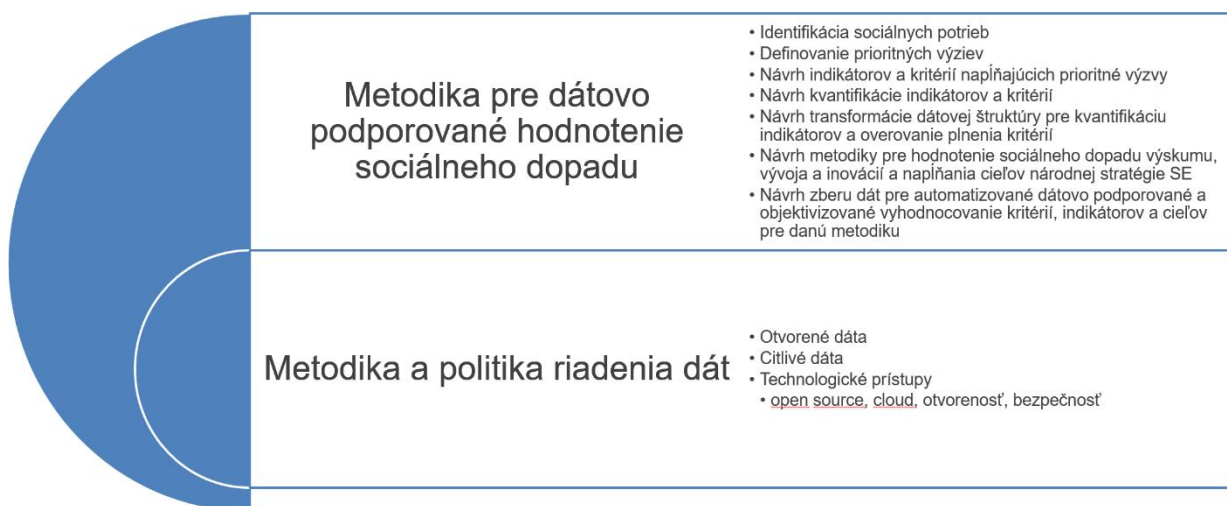 Metodika pre dátovo
podporované hodnotenie
sociálneho dopadu
• Identifikácia sociálnych potrieb
• Definovanie prioritných výziev
• Návrh indikátorov a kritérií napĺňajúcich prioritné výzvy
• Návrh kvantifikácie indikátorov a kritérií
• Návrh transformácie dátovej štruktúry pre kvantifikáciu
indikátorov a overovanie plnenia kritérií
• Návrh metodiky pre hodnotenie sociálneho dopadu výskumu,
vývoja a inovácií a napĺňania cieľov národnej stratégie SE
• Návrh zberu dát pre automatizované dátovo podporované a
objektivizované vyhodnocovanie kritérií, indikátorov a cieľov
pre danú metodiku
Metodika a politika riadenia dát
• Otvorené dáta
• Citlivé dáta
• Technologické prístupy
• open source, cloud, otvorenosť, bezpečnosť